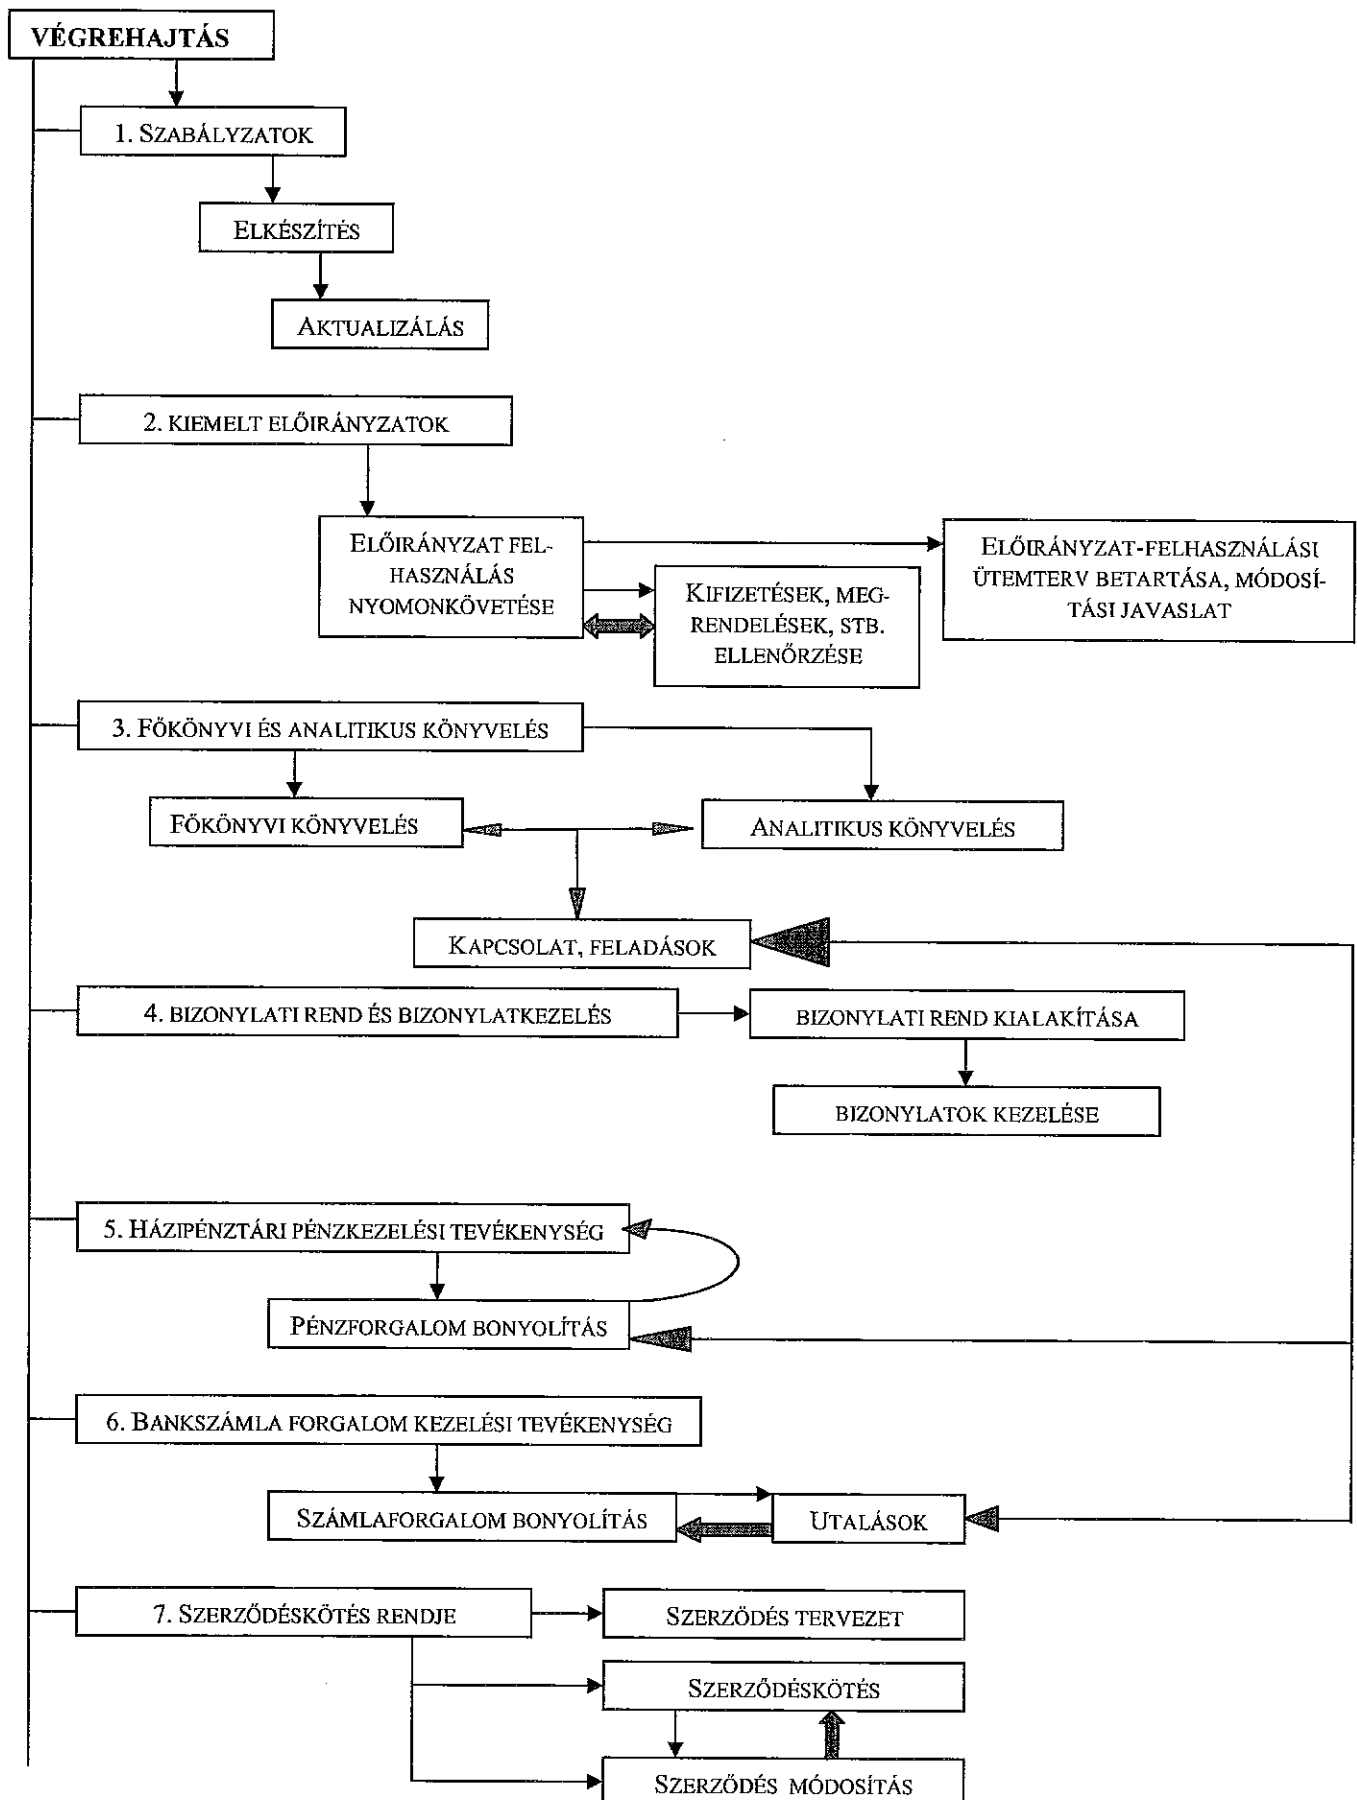 VÉGREHAJTÁS
1. SZABÁLYZATOK
ELKÉSZÍTÉS
AKTUALIZÁLÁS
2. KIEMELT ELŐIRÁNYZATOK
ELŐIRÁNYZAT FEL-
HASZNÁLÁS
NYOMONKÖVETÉSE
KIFIZETÉSEK, MEG-
RENDELÉSEK, STB.
ELLENŐRZÉSE
ELŐIRÁNYZAT-FELHASZNÁLÁSI
ÜTEMTERV BETARTÁSA, MÓDOSÍ-
TÁSI JAVASLAT
3. FŐKÖNYVI ÉS ANALITIKUS KÖNYVELÉS
FŐKÖNYVI KÖNYVELÉS
ANALITIKUS KÖNYVELÉS
KAPCSOLAT, FELADÁSOK
4. BIZONYLATI REND ÉS BIZONYLATKEZELÉS
BIZONYLATI REND KIALAKÍTÁSA
BIZONYLATOK KEZELÉSE
5. HÁZIPÉNZTÁRI PÉNZKEZELÉSI TEVÉKENYSÉG
PÉNZFORGALOM BONYOLÍTÁS
6. BANKSZÁMLA FORGALOM KEZELÉSI TEVÉKENYSÉG
SZÁMLAFORGALOM BONYOLÍTÁS
UTALÁSOK
7. SZERZŐDÉSKÖTÉS RENDJE
SZERZÖDÉS TERVEZET
SZERZŐDÉSKÖTÉS
SZERZŐDÉS MÓDOSÍTÁS